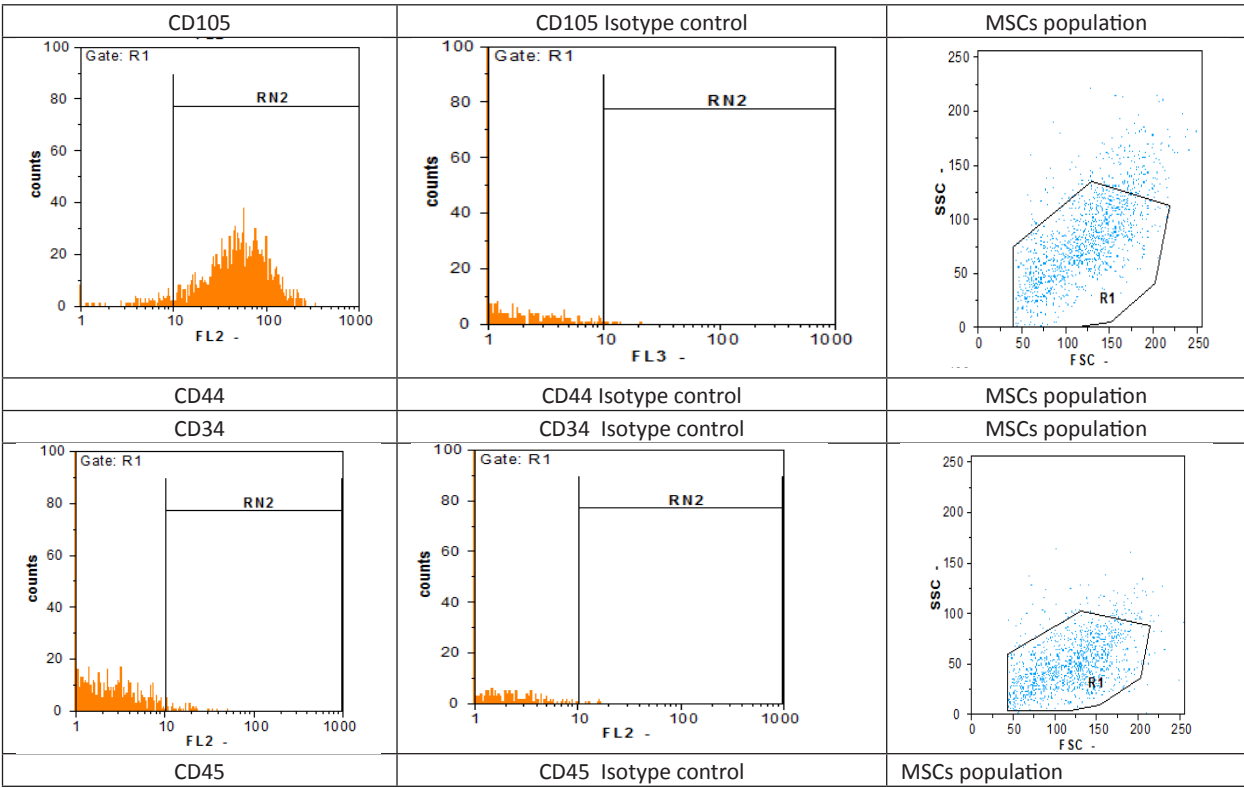 CD105 CD105 Isotype control MSCs population
100 Gate: R1
80 RN2
60
counts
40
20
0
1 10 100 1000
FL2 -
100 Gate: R1
80 RN2
60
counts
40
20
0
1 10 100 1000
FL3 -
250
200
150
SSC -
100
50
R1
0
0 50 100 150 200 250
FSC -
CD44 CD44 Isotype control MSCs population
CD34 CD34 Isotype control MSCs population
100 Gate: R1
80 RN2
60
counts
40
20
0
1 10 100 1000
FL2 -
100 Gate: R1
80 RN2
60
counts
40
20
0
1 10 100 1000
FL2 -
250
200
150
SSC -
100
50
R1
0
0 50 100 150 200 250
FSC -
CD45 CD45 Isotype control MSCs population